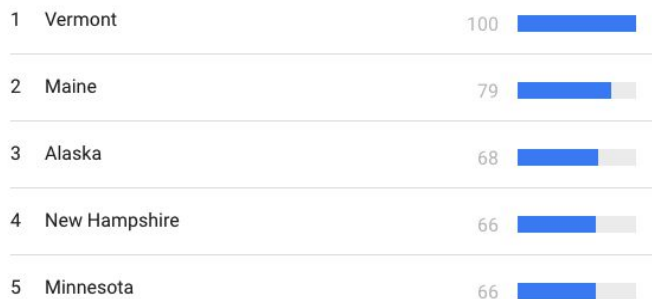 1 Vermont 100
2 Maine 79
3 Alaska 68
4 New Hampshire 66
5 Minnesota 66